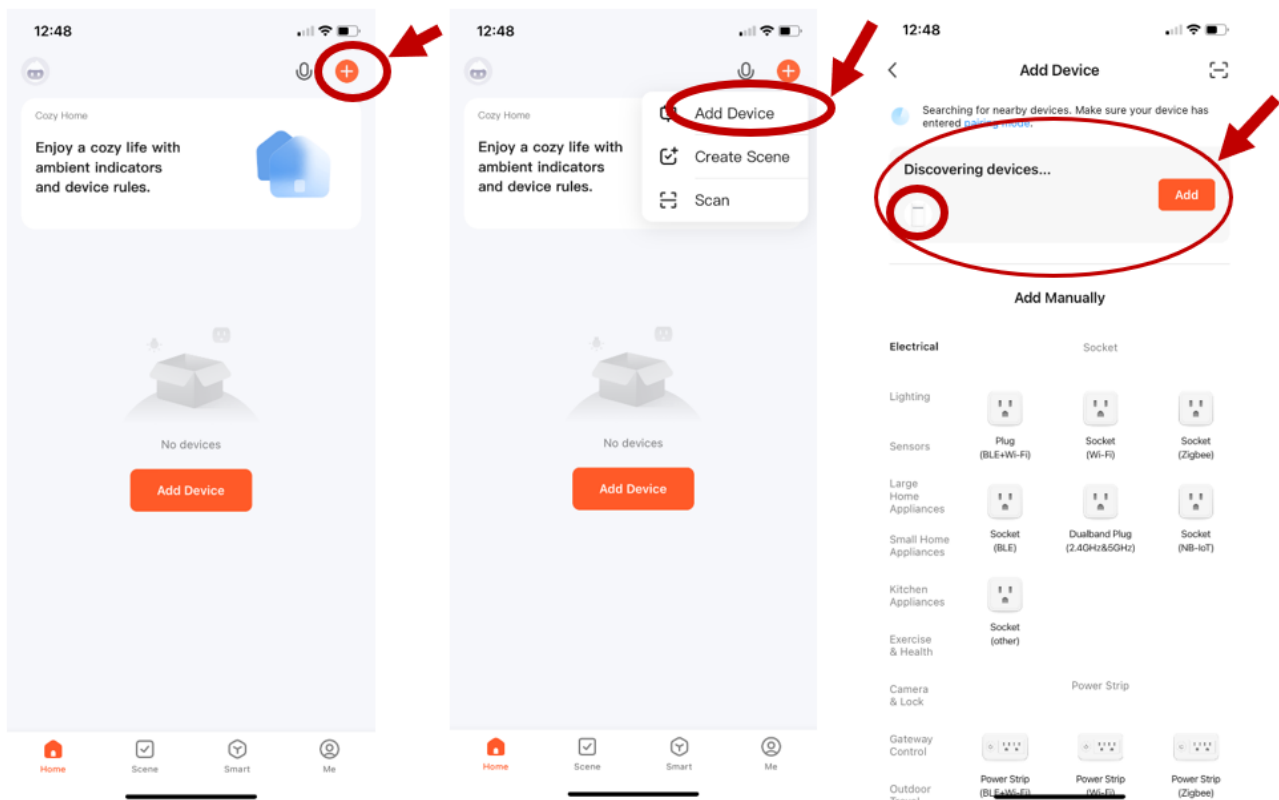 12:48
Cozy Home
Enjoy a cozy life with
ambient indicators
and device rules.
No devices
Add Device
Home
Scene
Smart
Me
12:48
Cozy Home
Enjoy a cozy life with
ambient indicators
and device rules.
Add Device
Create Scene
Scan
No devices
Add Device
Home
Scene
Smart
Me
12:48
Add Device
Searching for nearby devices. Make sure your device has
entered pairing mode.
Discovering devices...
Add
Add Manually
Electrical
Lighting
Sensors
Large
Home
Appliances
Small Home
Appliances
Kitchen
Appliances
Exercise
& Health
Camera
& Lock
Gateway
Control
Outdoor
Travel
Socket
Plug
(BLE+Wi-Fi)
Socket
(Wi-Fi)
Socket
(Zigbee)
Socket
(BLE)
Dualband Plug
(2.4GHz&5GHz)
Socket
(NB-IoT)
Socket
(other)
Power Strip
Power Strip
(BLE+Wi-Fi)
Power Strip
(Wi-Fi)
Power Strip
(Zigbee)